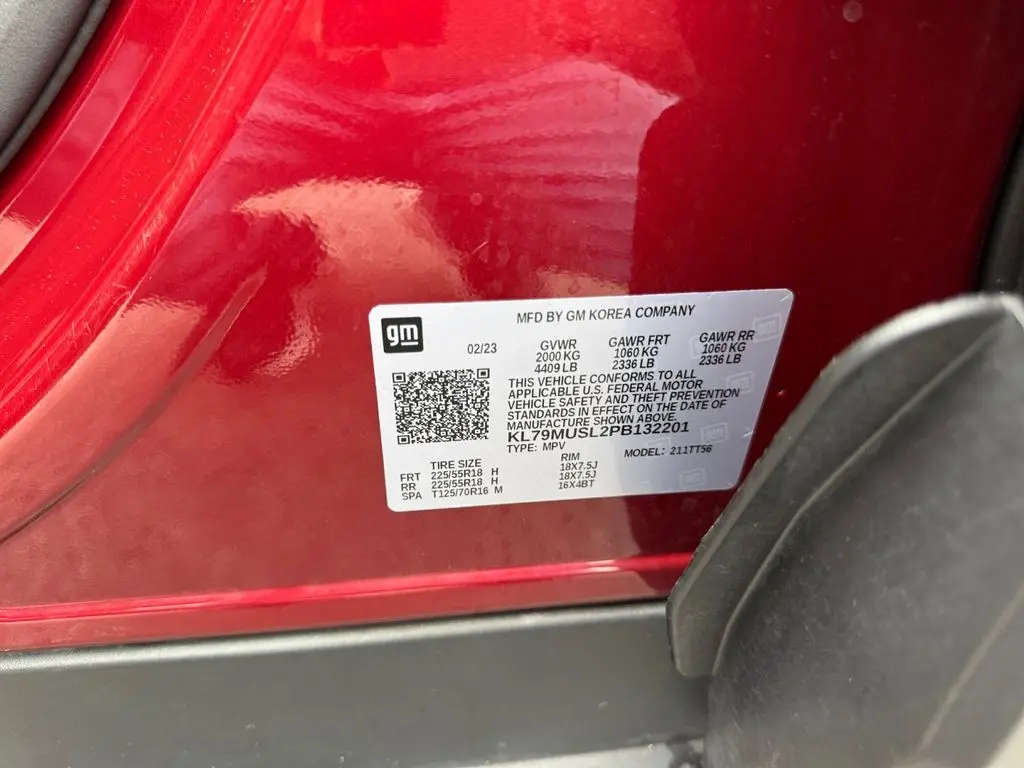 gm
MFD BY GM KOREA COMPANY
02/23 GVWR GAWR FRT GAWR RR
2000 KG 1060 KG 1060 KG
4409 LB 2336 LB 2336 LB
THIS VEHICLE CONFORMS TO ALL
APPLICABLE U.S. FEDERAL MOTOR
VEHICLE SAFETY AND THEFT PREVENTION
STANDARDS IN EFFECT ON THE DATE OF
MANUFACTURE SHOWN ABOVE.
KL79MUSL2PB132201
TYPE: MPV MODEL: 211TT56
TIRE SIZE RIM
FRT 225/55R18 H 18X7.5J
RR 225/55R18 H 18X7.5J
SPA T125/70R16 M 16X4BT